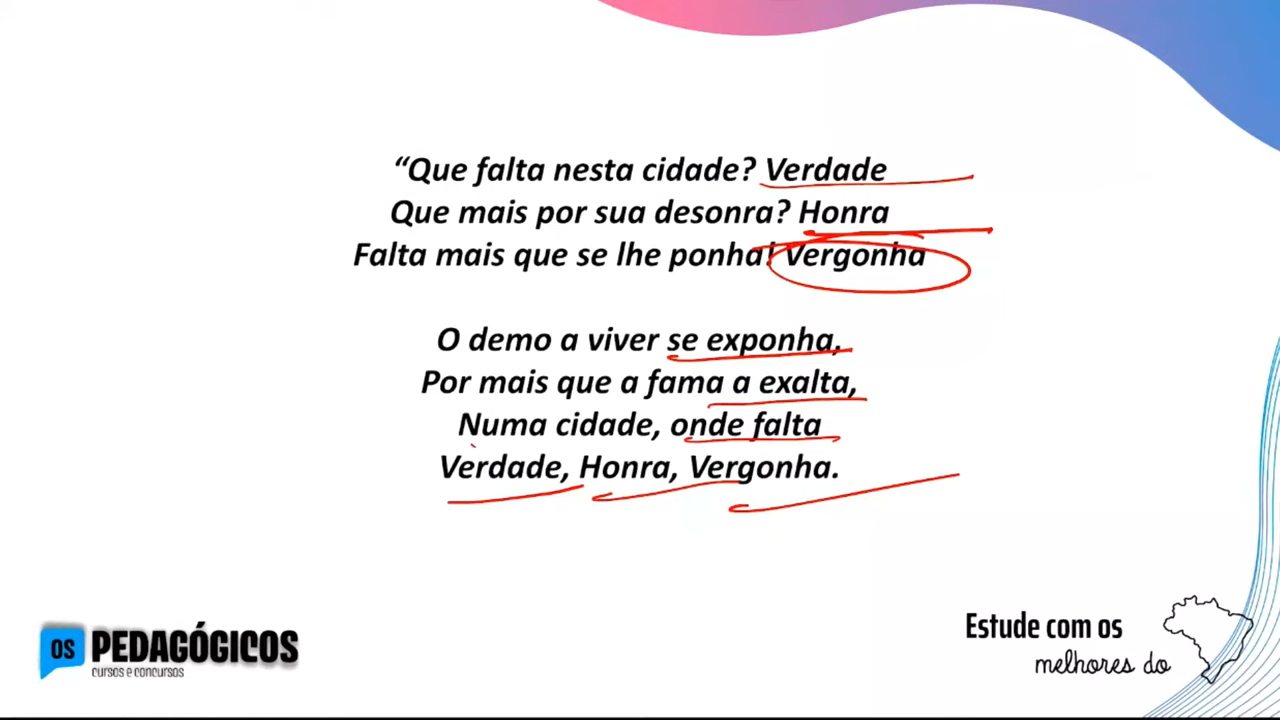 “Que falta nesta cidade? Verdade
Que mais por sua desonra? Honra
Falta mais que se lhe ponha! Vergonha
O demo a viver se exponha,
Por mais que a fama a exalta,
Numa cidade, onde falta
Verdade, Honra, Vergonha.
OS PEDAGÓGICOS
cursos e concursos
Estude com os
melhores do